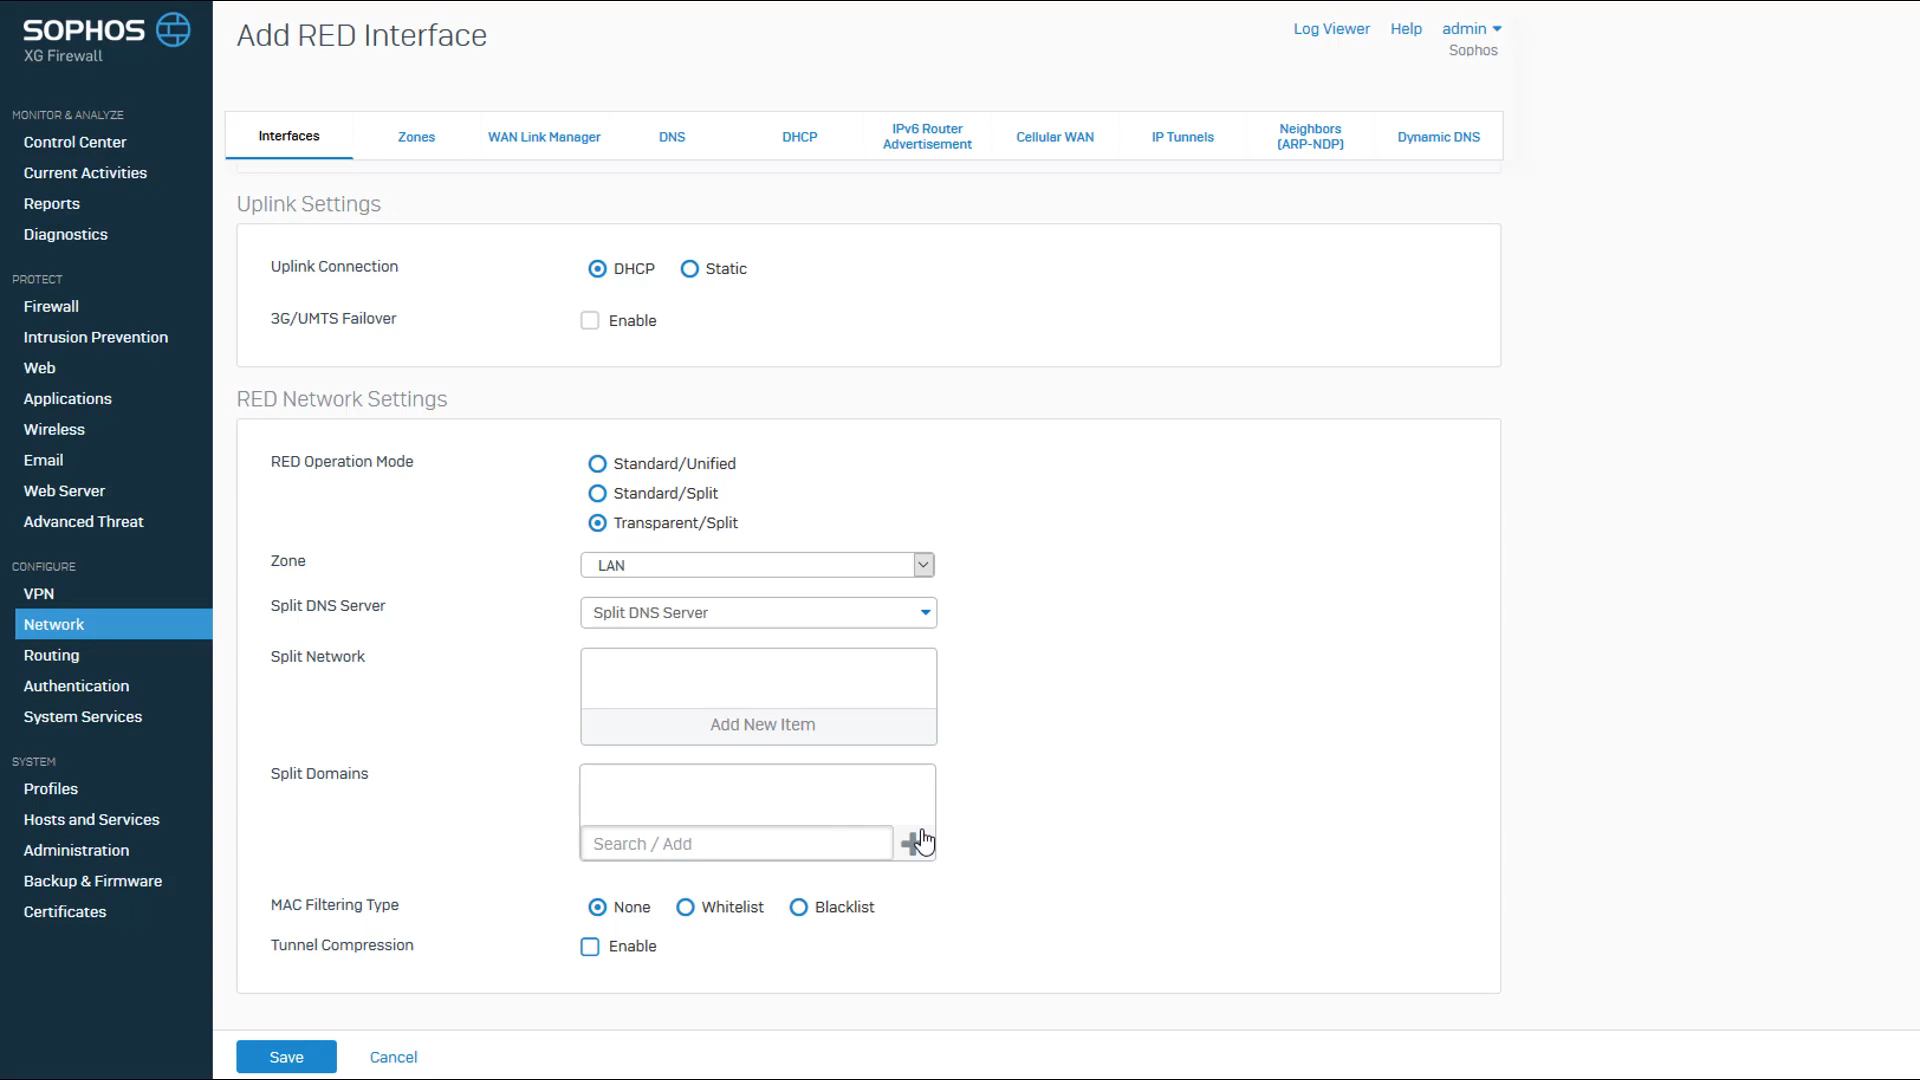 SOPHOS
XG Firewall
Add RED Interface
Log Viewer
Help
admin
Sophos
MONITOR & ANALYZE
Control Center
Current Activities
Reports
Diagnostics
PROTECT
Firewall
Intrusion Prevention
Web
Applications
Wireless
Email
Web Server
Advanced Threat
CONFIGURE
VPN
Network
Routing
Authentication
System Services
SYSTEM
Profiles
Hosts and Services
Administration
Backup & Firmware
Certificates
Interfaces
Zones
WAN Link Manager
DNS
DHCP
IPv6 Router
Advertisement
Cellular WAN
IP Tunnels
Neighbors
(ARP-NDP)
Dynamic DNS
Uplink Settings
Uplink Connection
DHCP
Static
3G/UMTS Failover
Enable
RED Network Settings
RED Operation Mode
Standard/Unified
Standard/Split
Transparent/Split
Zone
LAN
Split DNS Server
Split DNS Server
Split Network
Add New Item
Split Domains
Search / Add
MAC Filtering Type
None
Whitelist
Blacklist
Tunnel Compression
Enable
Save
Cancel